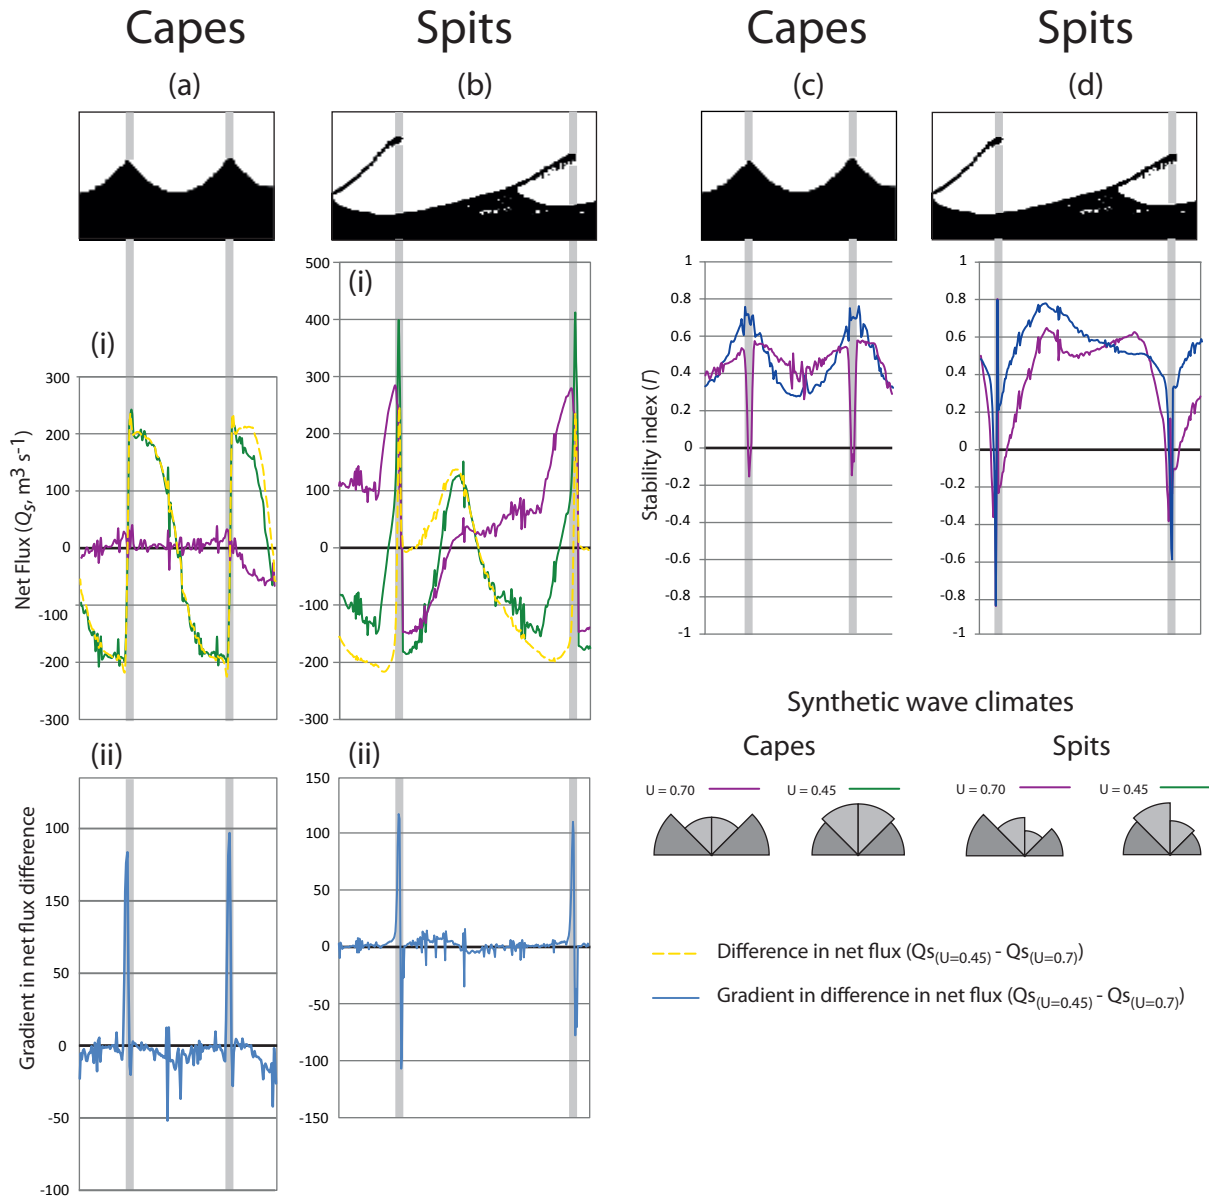 Capes
Spits
Capes
Spits
(a)
(b)
(c)
(d)
(i)
300
200
100
0
-100
-200
-300
Net Flux (Qs, m3 s-1)
(i)
500
400
300
200
100
0
-100
-200
-300
(ii)
100
150
50
0
-50
-100
Gradient in net flux difference
(ii)
150
100
50
0
-50
-100
-150
1
0.8
0.6
0.4
0.2
0
-0.2
-0.4
-0.6
-0.8
-1
Stability index (Γ)
1
0.8
0.6
0.4
0.2
0
-0.2
-0.4
-0.6
-0.8
-1
Synthetic wave climates
Capes
Spits
U = 0.70
U = 0.45
U = 0.70
U = 0.45
Difference in net flux (Qs(U=0.45) - Qs(U=0.7))
Gradient in difference in net flux (Qs(U=0.45) - Qs(U=0.7))